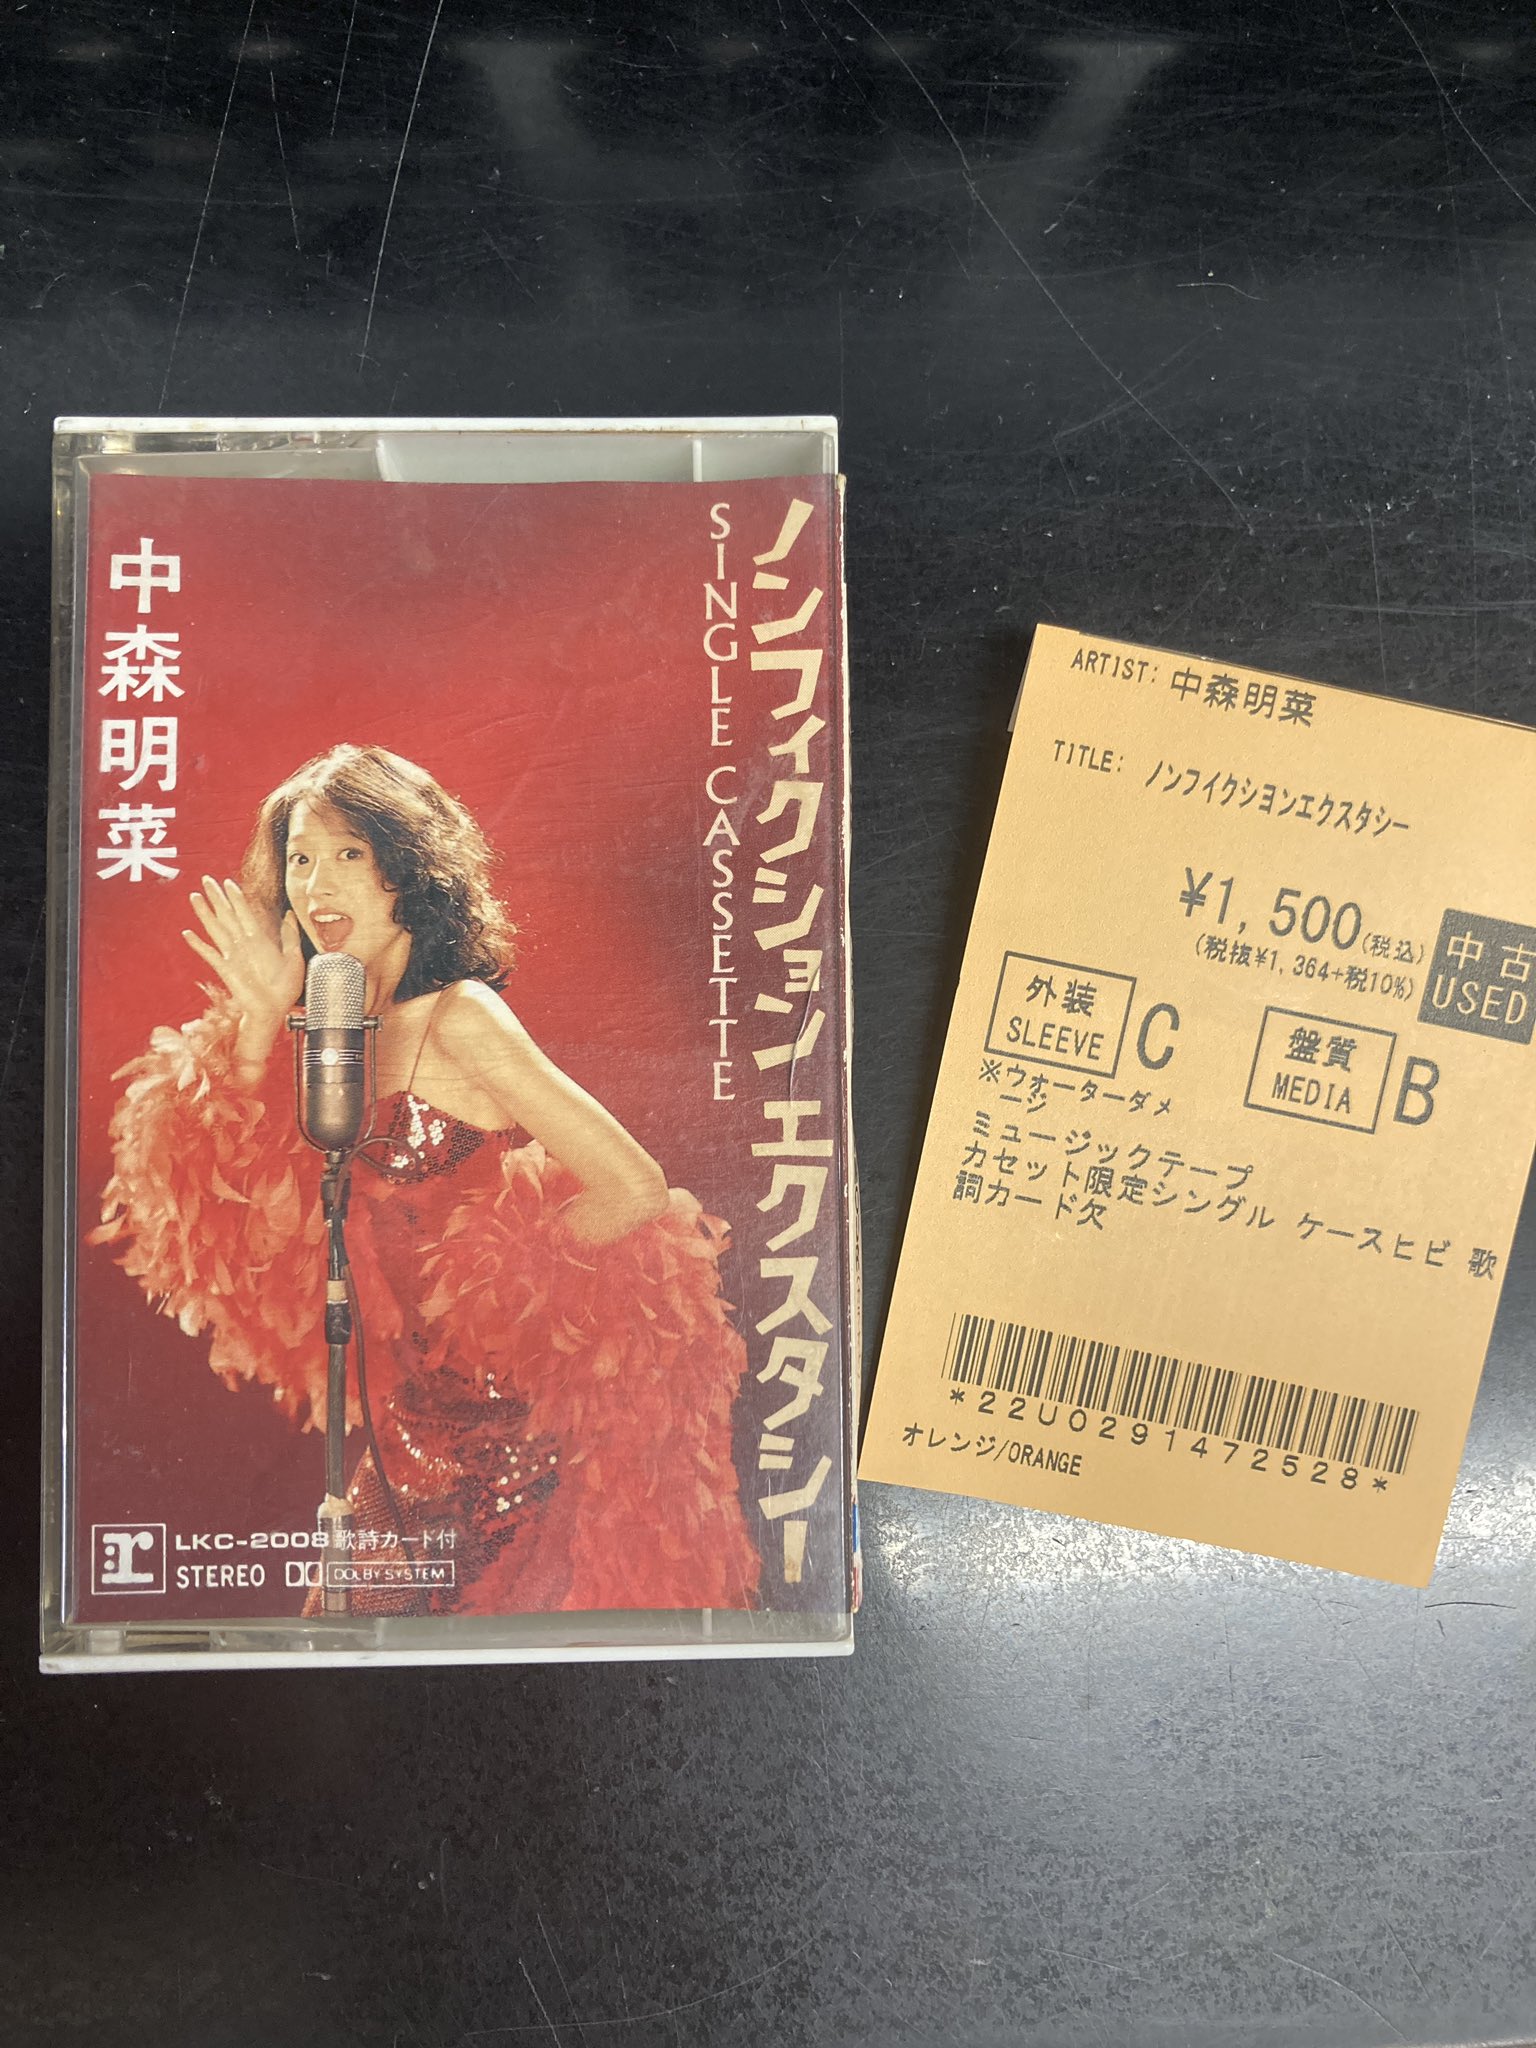 中森明菜
SINGLE CASSETTE
ノンフィクション エクスタシー
r
LKC-2008 歌詩カード付
STEREO DOLBY SYSTEM
ARTIST: 中森明菜
TITLE: ノンフイクシヨンエクスタシー
¥1,500(税込)
(税抜¥1,364+税10%)
中古
USED
外装
SLEEVE
C
盤質
MEDIA
B
※ウォーターダメ
ージ
ミュージックテープ
カセット限定シングル ケースヒビ 歌
詞カード欠
*22U0291472528*
オレンジ/ORANGE